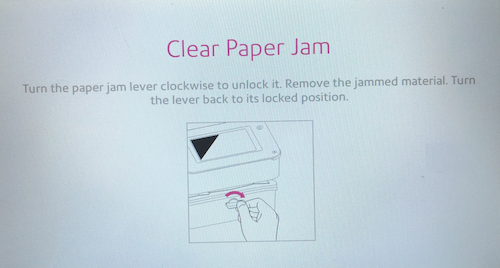 Clear Paper Jam
Turn the paper jam lever clockwise to unlock it. Remove the jammed material. Turn
the lever back to its locked position.